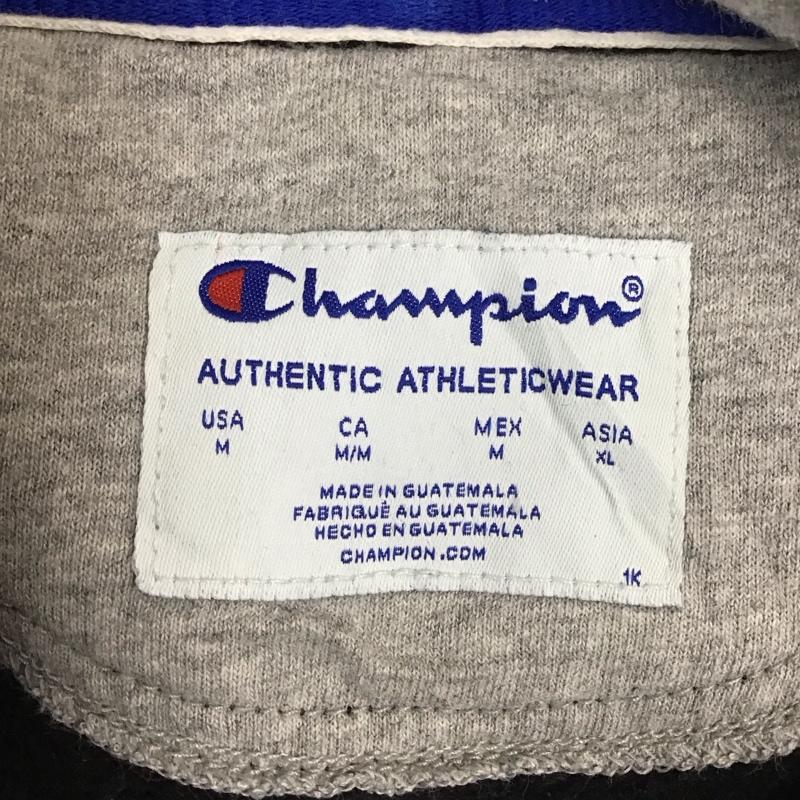 Champion®
AUTHENTIC ATHLETICWEAR
USA CA MEX ASIA
M M/M M XL
MADE IN GUATEMALA
FABRIQUÉ AU GUATEMALA
HECHO EN GUATEMALA
CHAMPION.COM
1K